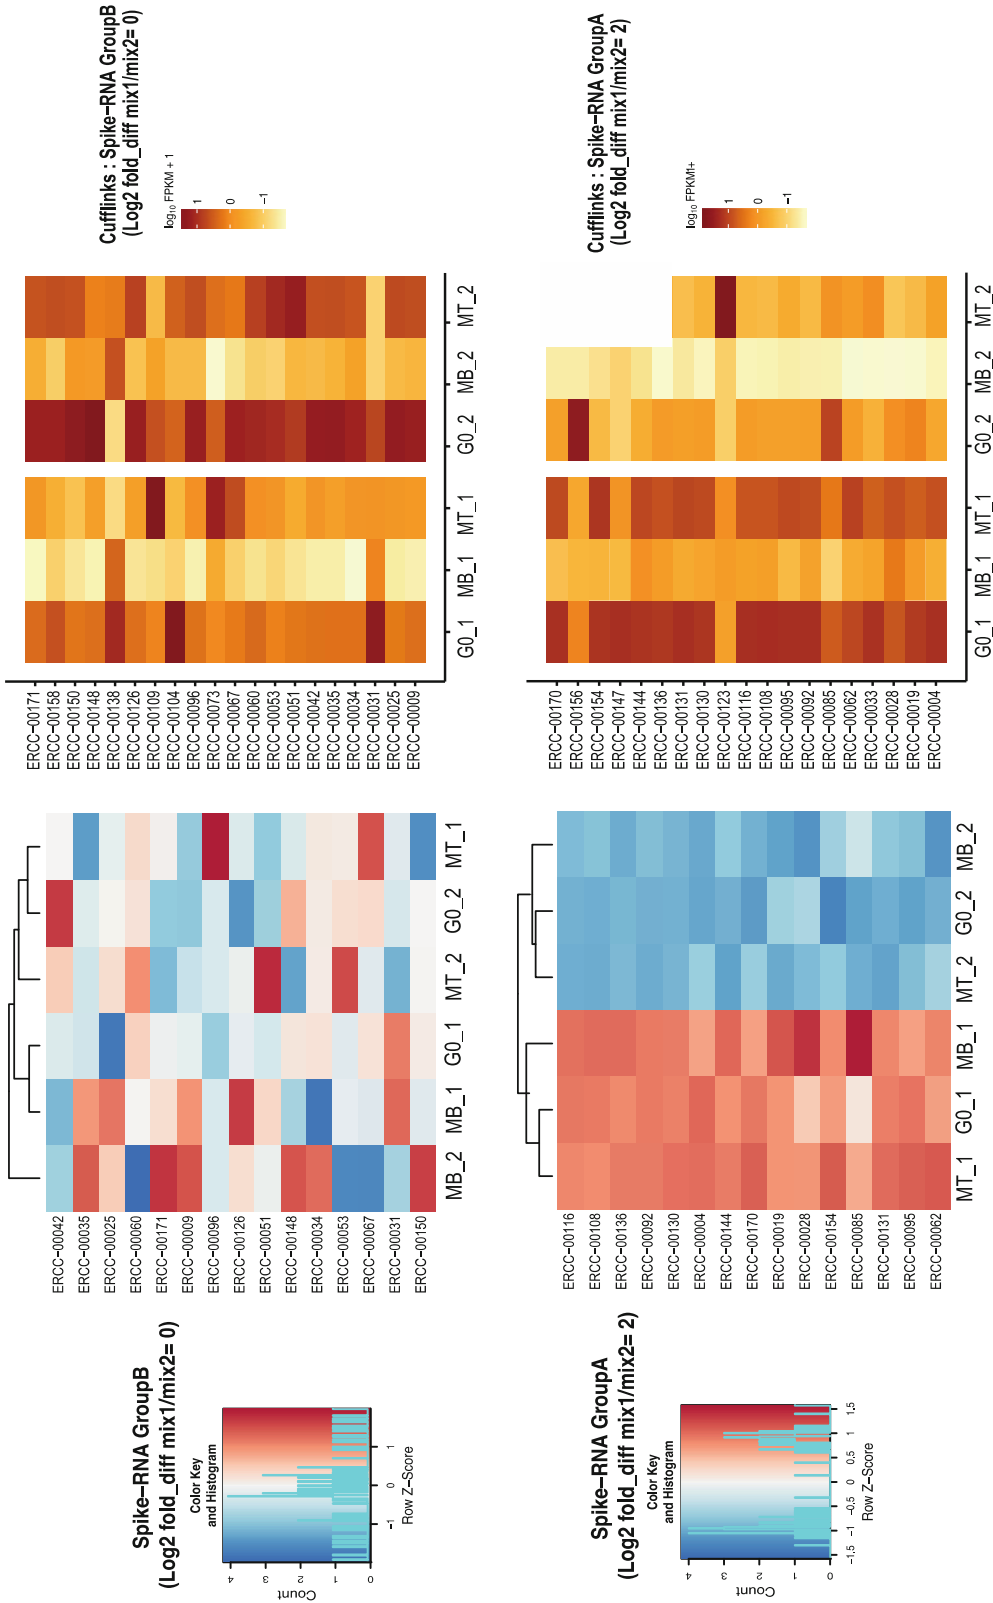 Spike−RNA GroupB
(Log2 fold_diff mix1/mix2= 0)
Color Key
and Histogram
Count
0
1
2
3
4
−1
0
1
Row Z−Score
ERCC−00042
ERCC−00035
ERCC−00025
ERCC−00060
ERCC−00171
ERCC−00009
ERCC−00096
ERCC−00126
ERCC−00051
ERCC−00148
ERCC−00034
ERCC−00053
ERCC−00067
ERCC−00031
ERCC−00150
MB_2
MB_1
G0_1
MT_2
G0_2
MT_1
ERCC−00171
ERCC−00158
ERCC−00150
ERCC−00148
ERCC−00138
ERCC−00126
ERCC−00109
ERCC−00104
ERCC−00096
ERCC−00073
ERCC−00067
ERCC−00060
ERCC−00053
ERCC−00051
ERCC−00042
ERCC−00035
ERCC−00034
ERCC−00031
ERCC−00025
ERCC−00009
G0_1
MB_1
MT_1
G0_2
MB_2
MT_2
Cufflinks : Spike−RNA GroupB
(Log2 fold_diff mix1/mix2= 0)
log10 FPKM + 1
1
0
−1
Spike−RNA GroupA
(Log2 fold_diff mix1/mix2= 2)
Color Key
and Histogram
Count
0
1
2
3
4
−1.5
−1
−0.5
0
0.5
1
1.5
Row Z−Score
ERCC−00116
ERCC−00108
ERCC−00136
ERCC−00092
ERCC−00130
ERCC−00004
ERCC−00144
ERCC−00170
ERCC−00019
ERCC−00028
ERCC−00154
ERCC−00085
ERCC−00131
ERCC−00095
ERCC−00062
MT_1
G0_1
MB_1
MT_2
G0_2
MB_2
ERCC−00170
ERCC−00156
ERCC−00154
ERCC−00147
ERCC−00144
ERCC−00136
ERCC−00131
ERCC−00130
ERCC−00123
ERCC−00116
ERCC−00108
ERCC−00095
ERCC−00092
ERCC−00085
ERCC−00062
ERCC−00033
ERCC−00028
ERCC−00019
ERCC−00004
G0_1
MB_1
MT_1
G0_2
MB_2
MT_2
Cufflinks : Spike−RNA GroupA
(Log2 fold_diff mix1/mix2= 2)
log10 FPKM1+
1
0
−1